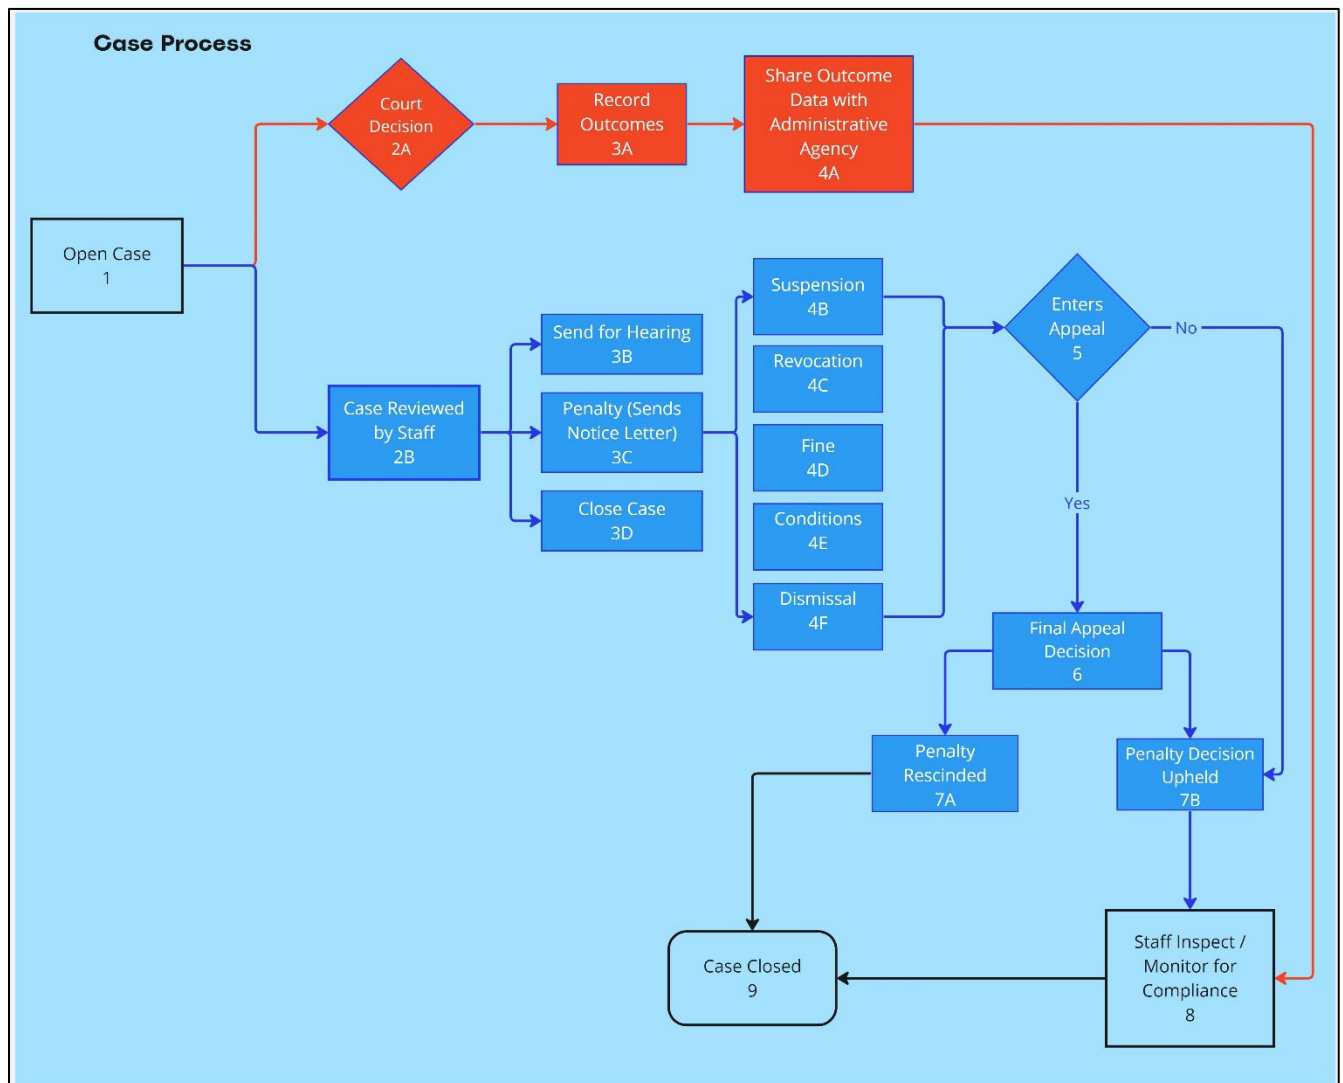 Case Process
Court
Decision
2A
Record
Outcomes
3A
Share Outcome
Data with
Administrative
Agency
4A
Open Case
1
Case Reviewed
by Staff
2B
Send for Hearing
3B
Penalty (Sends
Notice Letter)
3C
Close Case
3D
Suspension
4B
Revocation
4C
Fine
4D
Conditions
4E
Dismissal
4F
Enters
Appeal
5
No
Yes
Final Appeal
Decision
6
Penalty
Rescinded
7A
Penalty Decision
Upheld
7B
Staff Inspect /
Monitor for
Compliance
8
Case Closed
9